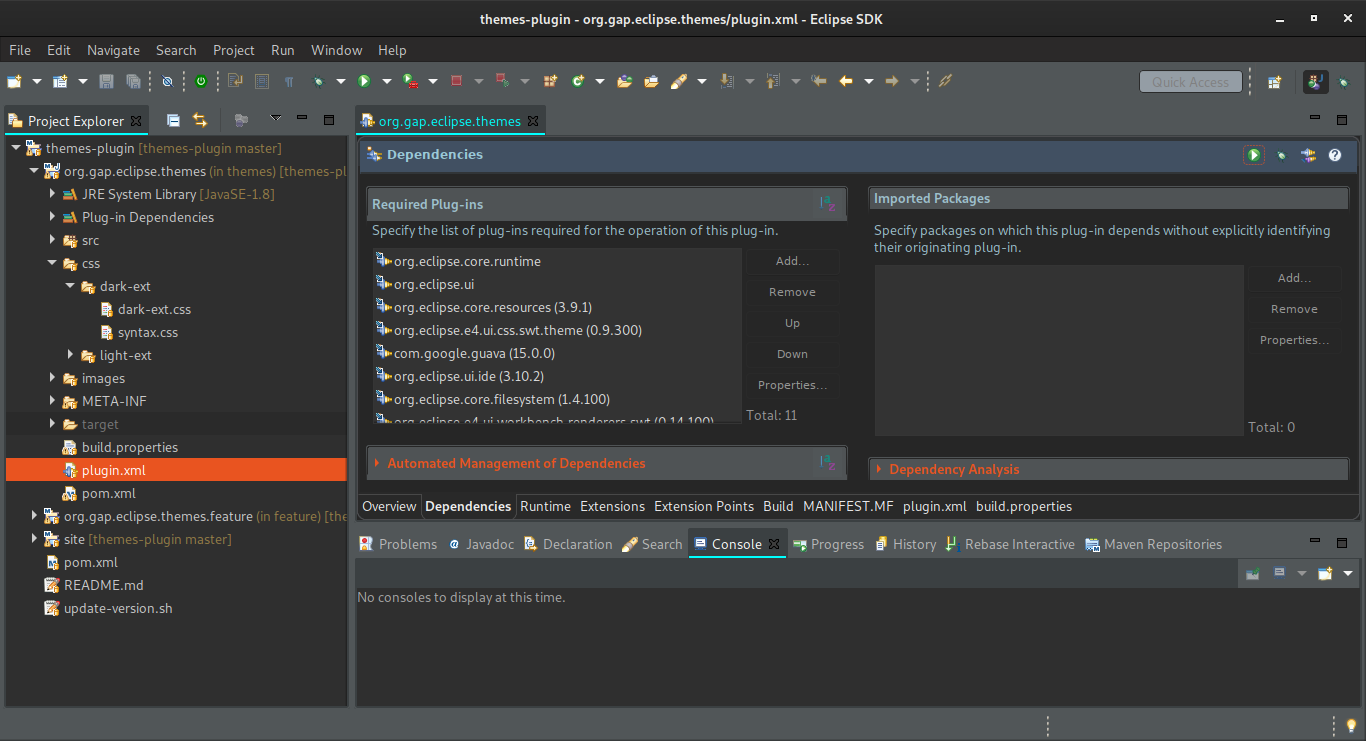 themes-plugin - org.gap.eclipse.themes/plugin.xml - Eclipse SDK
File Edit Navigate Search Project Run Window Help
Quick Access
Project Explorer
themes-plugin [themes-plugin master]
org.gap.eclipse.themes (in themes) [themes-pl
JRE System Library [JavaSE-1.8]
Plug-in Dependencies
src
css
dark-ext
dark-ext.css
syntax.css
light-ext
images
META-INF
target
build.properties
plugin.xml
pom.xml
org.gap.eclipse.themes.feature (in feature) [the
site [themes-plugin master]
pom.xml
README.md
update-version.sh
org.gap.eclipse.themes
Dependencies
Required Plug-ins
Specify the list of plug-ins required for the operation of this plug-in.
org.eclipse.core.runtime
org.eclipse.ui
org.eclipse.core.resources (3.9.1)
org.eclipse.e4.ui.css.swt.theme (0.9.300)
com.google.guava (15.0.0)
org.eclipse.ui.ide (3.10.2)
org.eclipse.core.filesystem (1.4.100)
org.eclipse.e4.ui.workbench.renderers.swt (0.14.100)
Add...
Remove
Up
Down
Properties...
Total: 11
Automated Management of Dependencies
Imported Packages
Specify packages on which this plug-in depends without explicitly identifying
their originating plug-in.
Add...
Remove
Properties...
Total: 0
Dependency Analysis
Overview Dependencies Runtime Extensions Extension Points Build MANIFEST.MF plugin.xml build.properties
Problems @ Javadoc Declaration Search Console Progress History Rebase Interactive Maven Repositories
No consoles to display at this time.